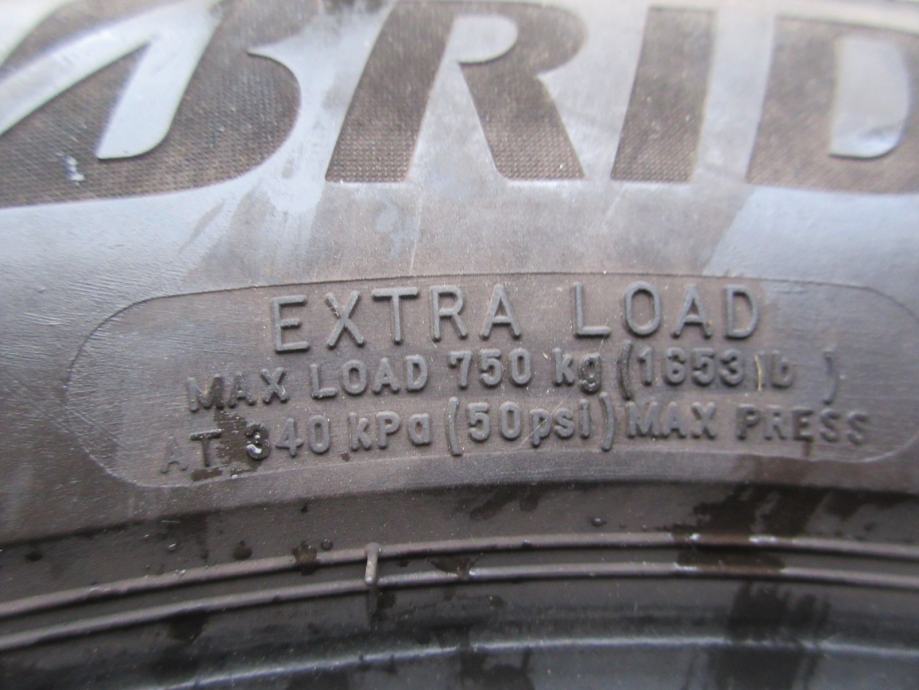 BRID
EXTRA LOAD
MAX LOAD 750 kg (1653 lb )
AT 340 kPa (50psi) MAX PRESS